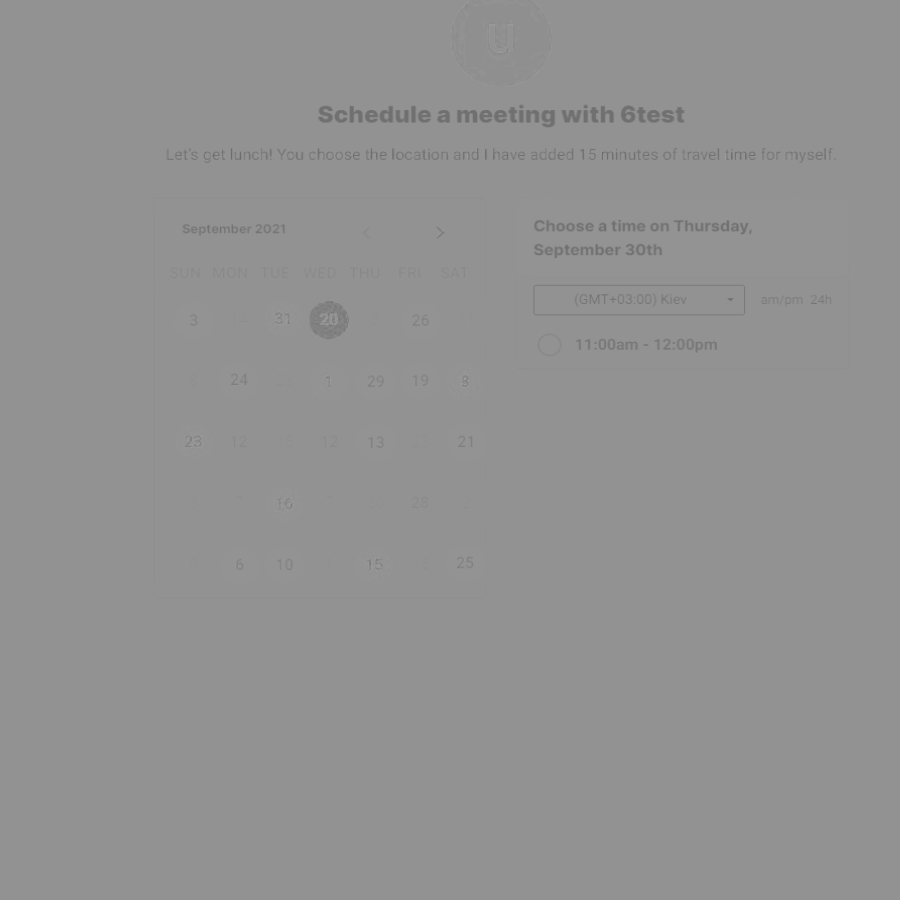 U
Schedule a meeting with 6test
Let's get lunch! You choose the location and I have added 15 minutes of travel time for myself.
September 2021
SUN MON TUE WED THU FRI SAT
3 31 20 26
24 1 29 19 8
23 12 12 13 21
16 28
6 10 15 25
Choose a time on Thursday,
September 30th
(GMT+03:00) Kiev
am/pm 24h
11:00am - 12:00pm